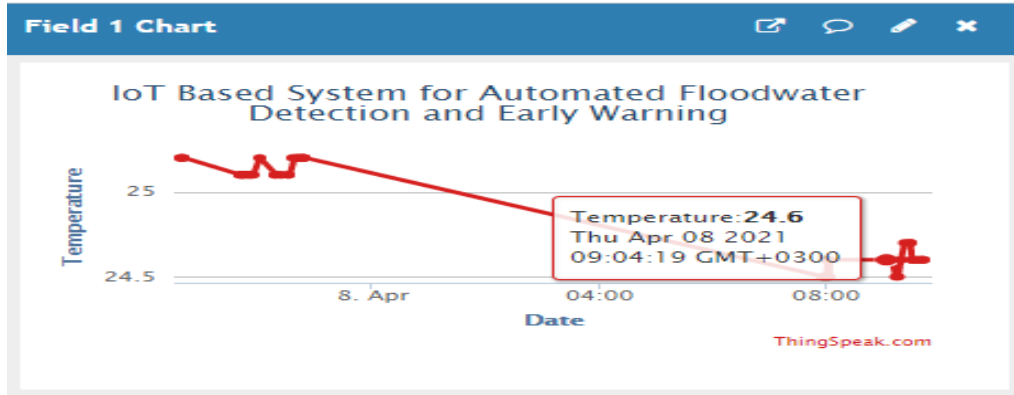 Field 1 Chart
IoT Based System for Automated Floodwater
Detection and Early Warning
Temperature
25
24.5
Temperature:24.6
Thu Apr 08 2021
09:04:19 GMT+0300
8. Apr
04:00
08:00
Date
ThingSpeak.com